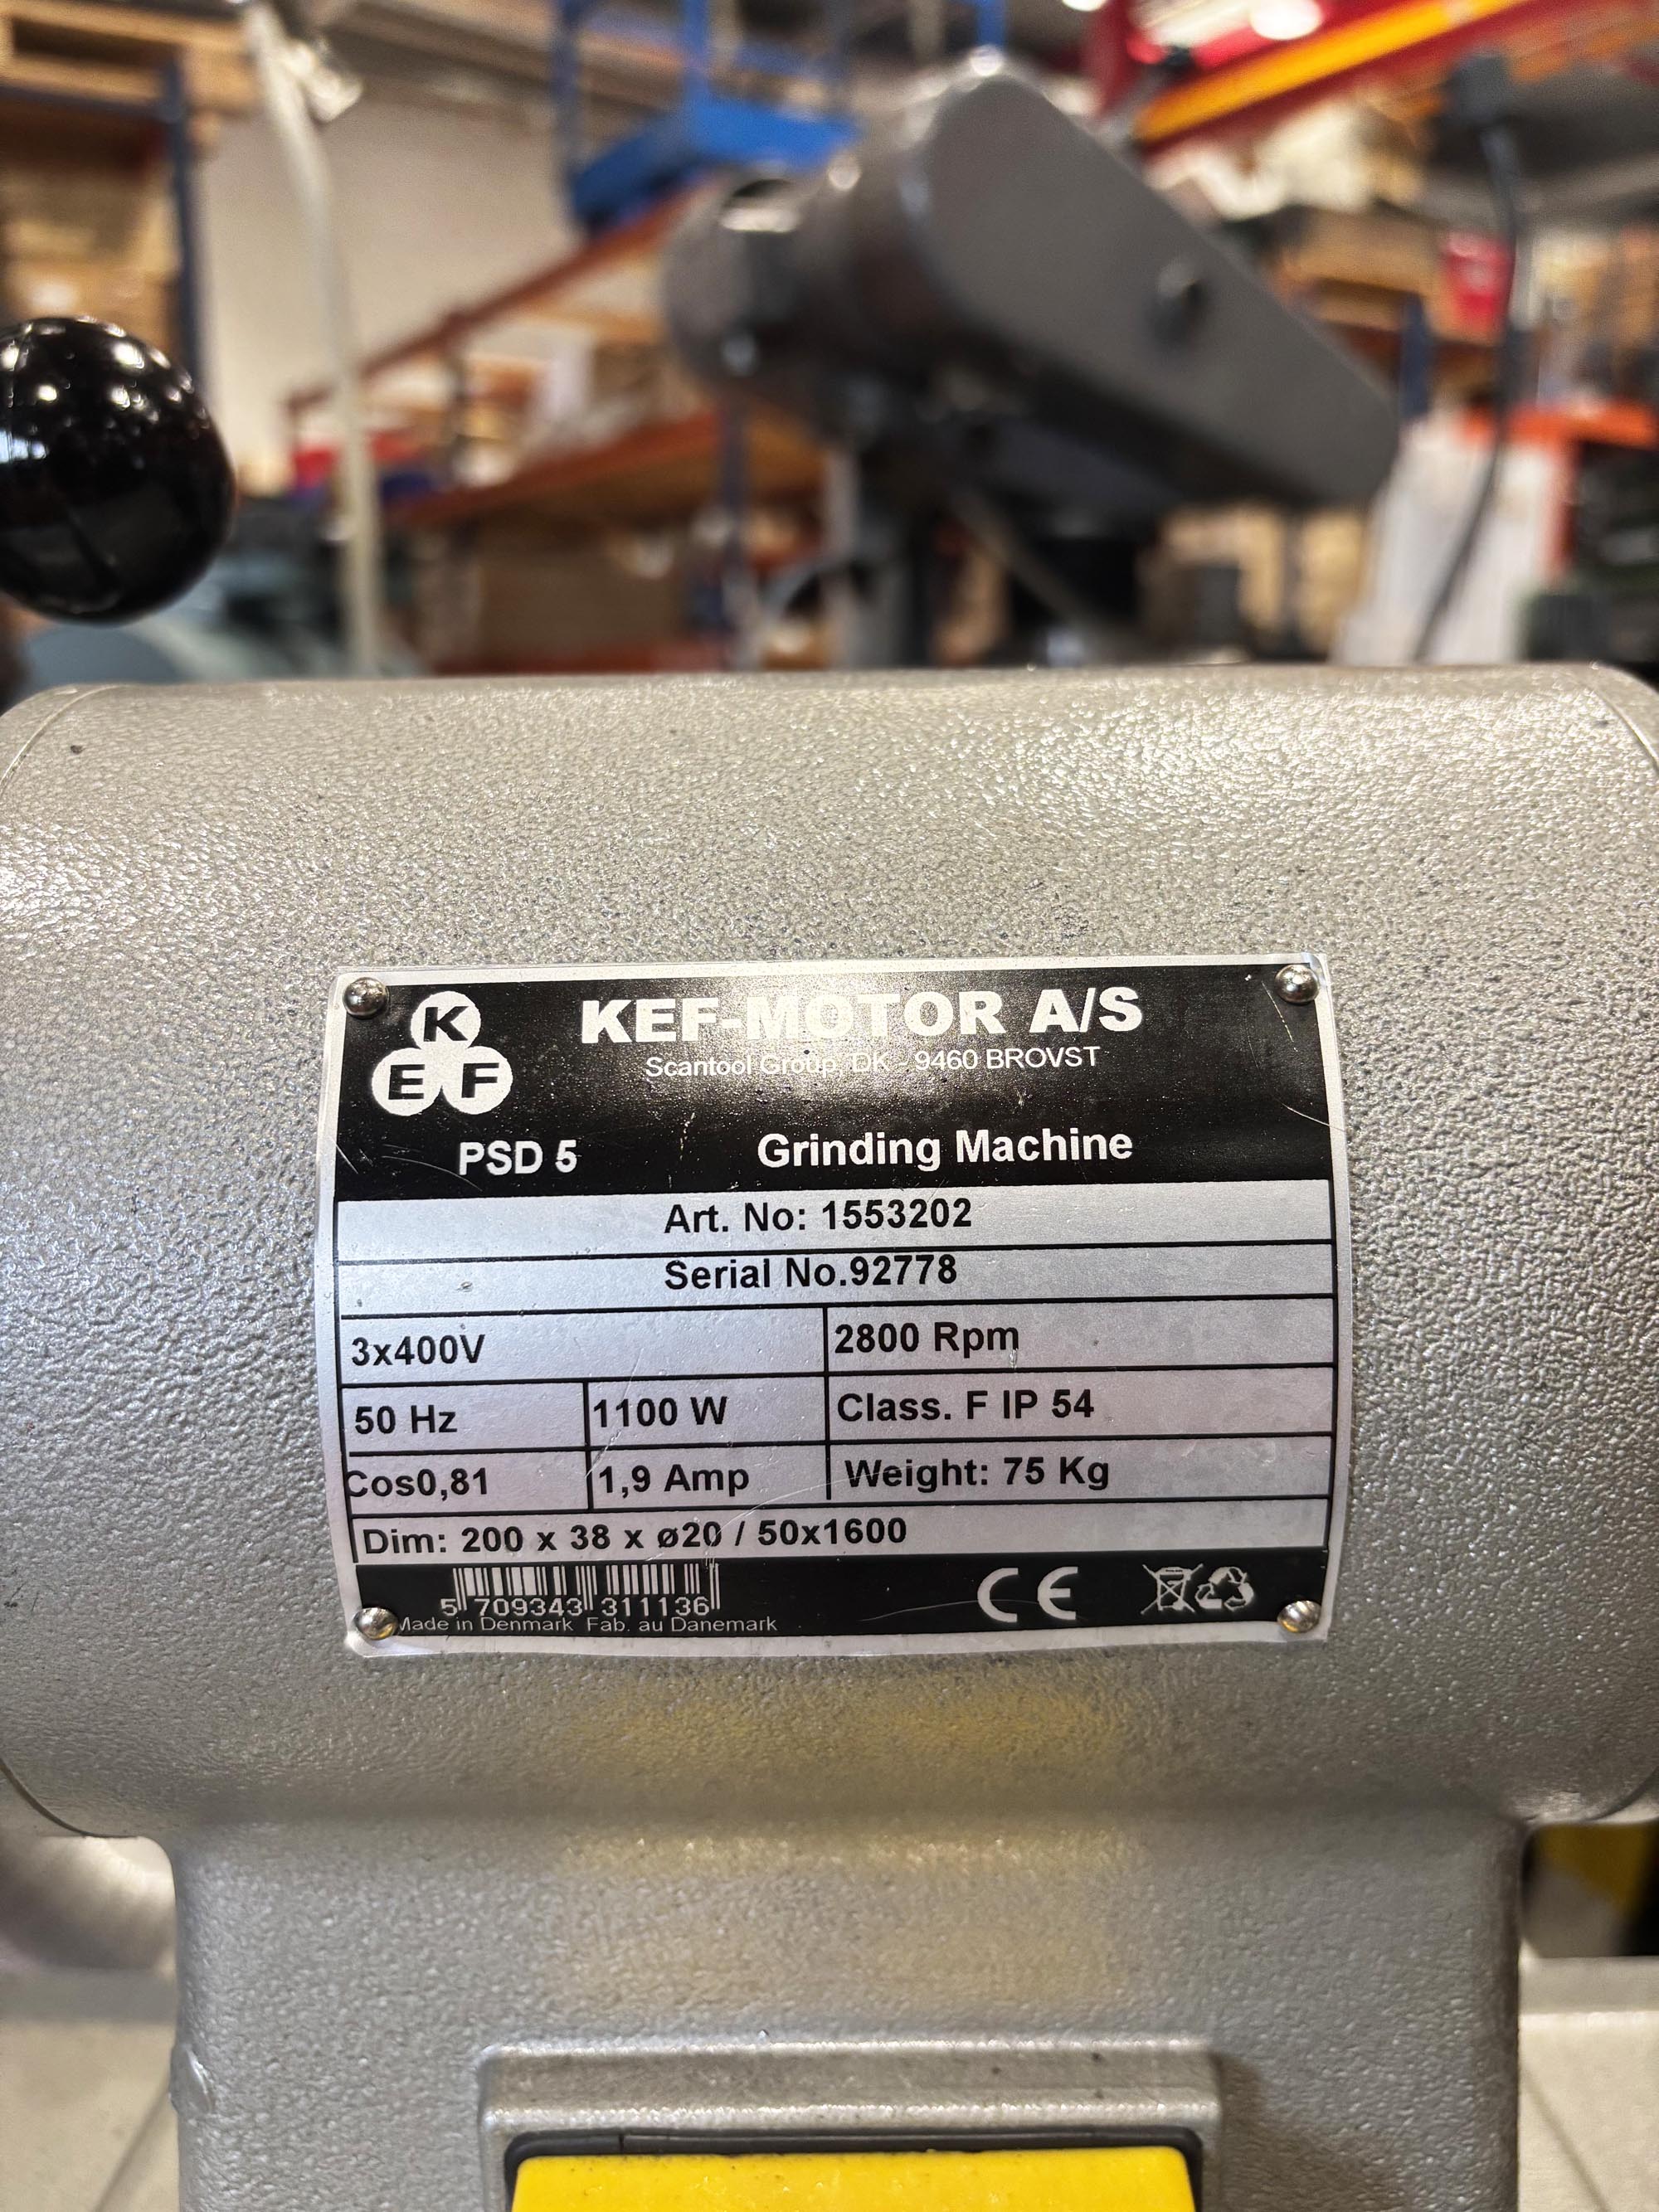 K
E F
KEF-MOTOR A/S
Scantool Group, DK - 9460 BROVST
PSD 5 Grinding Machine
Art. No: 1553202
Serial No.92778
3x400V 2800 Rpm
50 Hz 1100 W Class. F IP 54
Cos0,81 1,9 Amp Weight: 75 Kg
Dim: 200 x 38 x ø20 / 50x1600
5 709343 311136
Made in Denmark Fab. au Danemark
CE